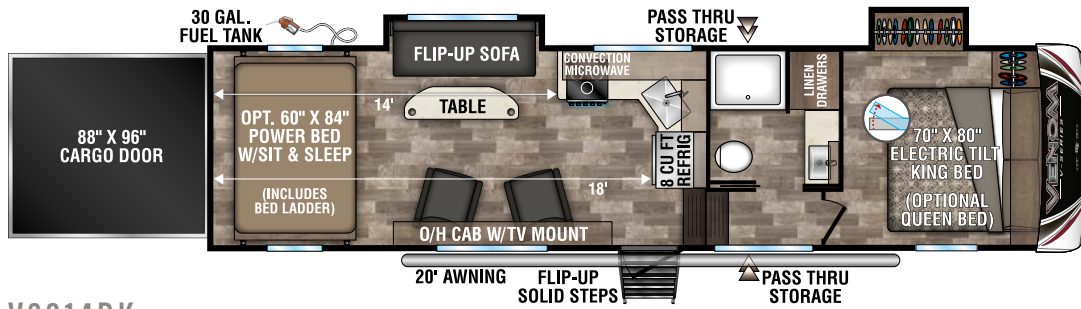 30 GAL.
FUEL TANK
PASS THRU
STORAGE
FLIP-UP SOFA
CONVECTION
MICROWAVE
LINEN
DRAWERS
14'
TABLE
88" X 96"
CARGO DOOR
OPT. 60" X 84"
POWER BED
W/SIT & SLEEP
(INCLUDES
BED LADDER)
8 CU FT
REFRIG
18'
70" X 80"
ELECTRIC TILT
KING BED
(OPTIONAL
QUEEN BED)
VENOM
O/H CAB W/TV MOUNT
20' AWNING
FLIP-UP
SOLID STEPS
PASS THRU
STORAGE